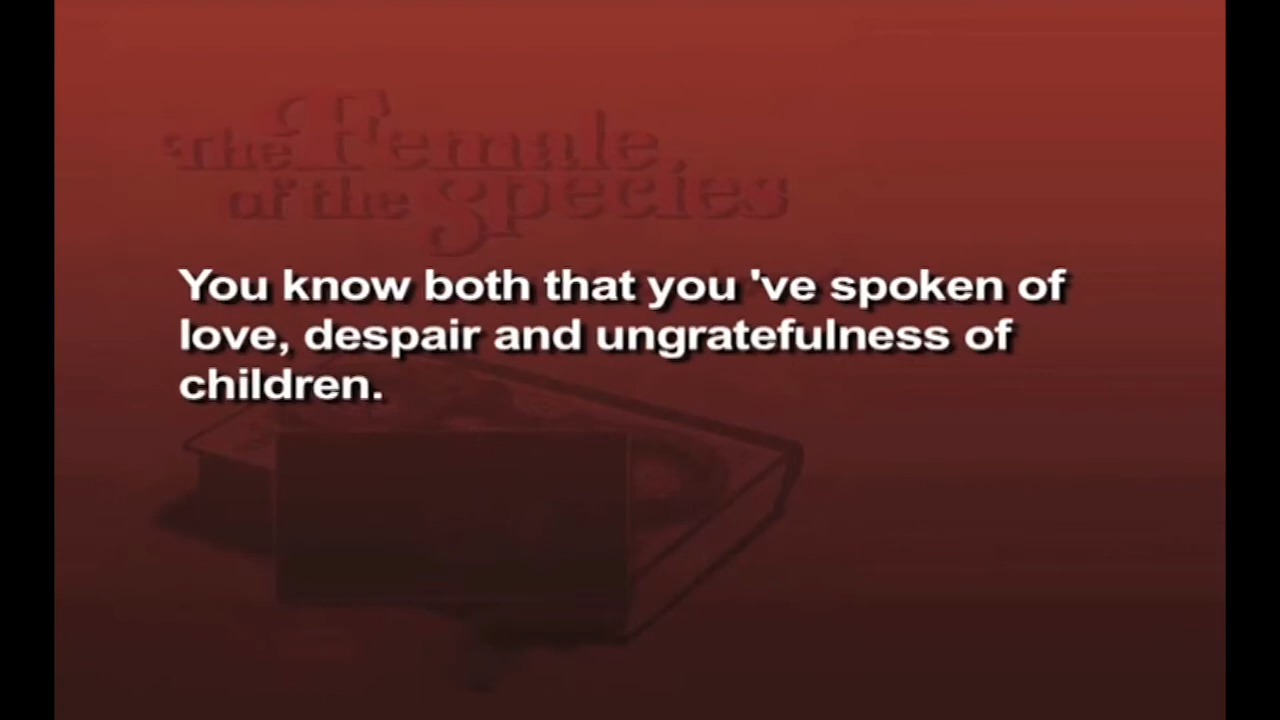 The Female
of the Species
You know both that you 've spoken of
love, despair and ungratefulness of
children.